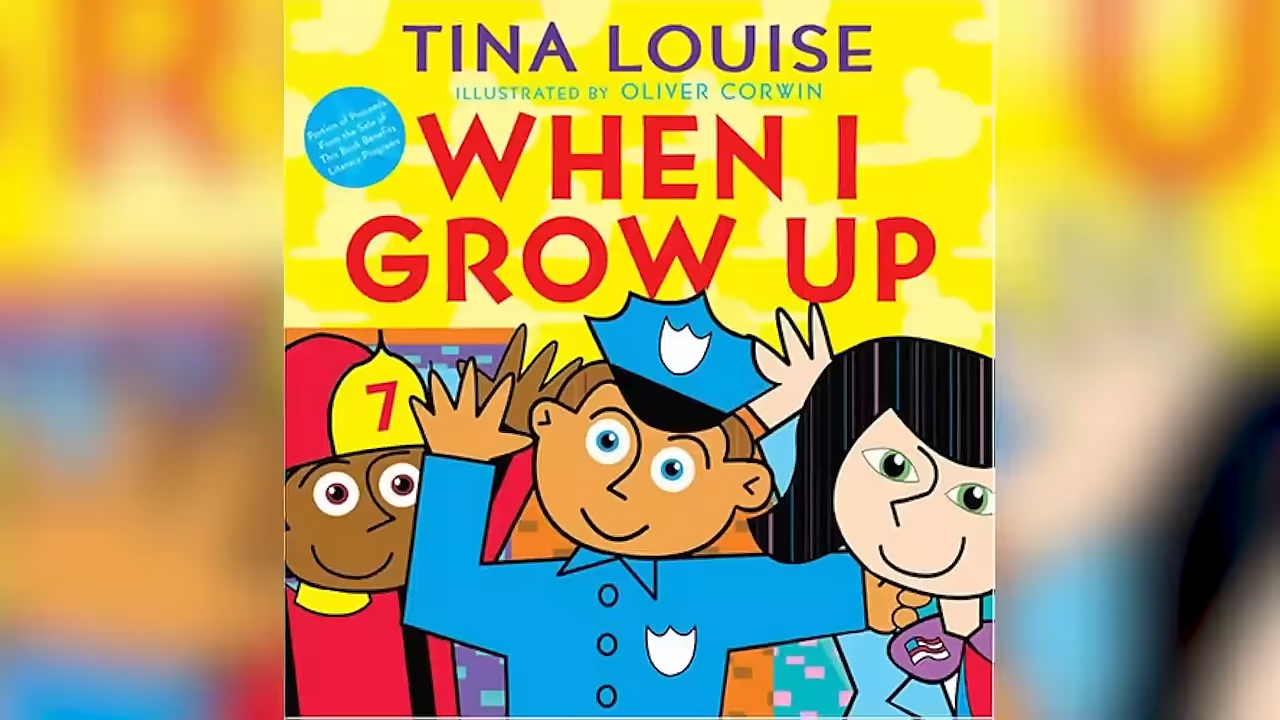 TINA LOUISE
ILLUSTRATED BY OLIVER CORWIN
Portion of Proceeds
From the Sale of
This Book Benefits
Literacy Programs
WHEN I
GROW UP
7